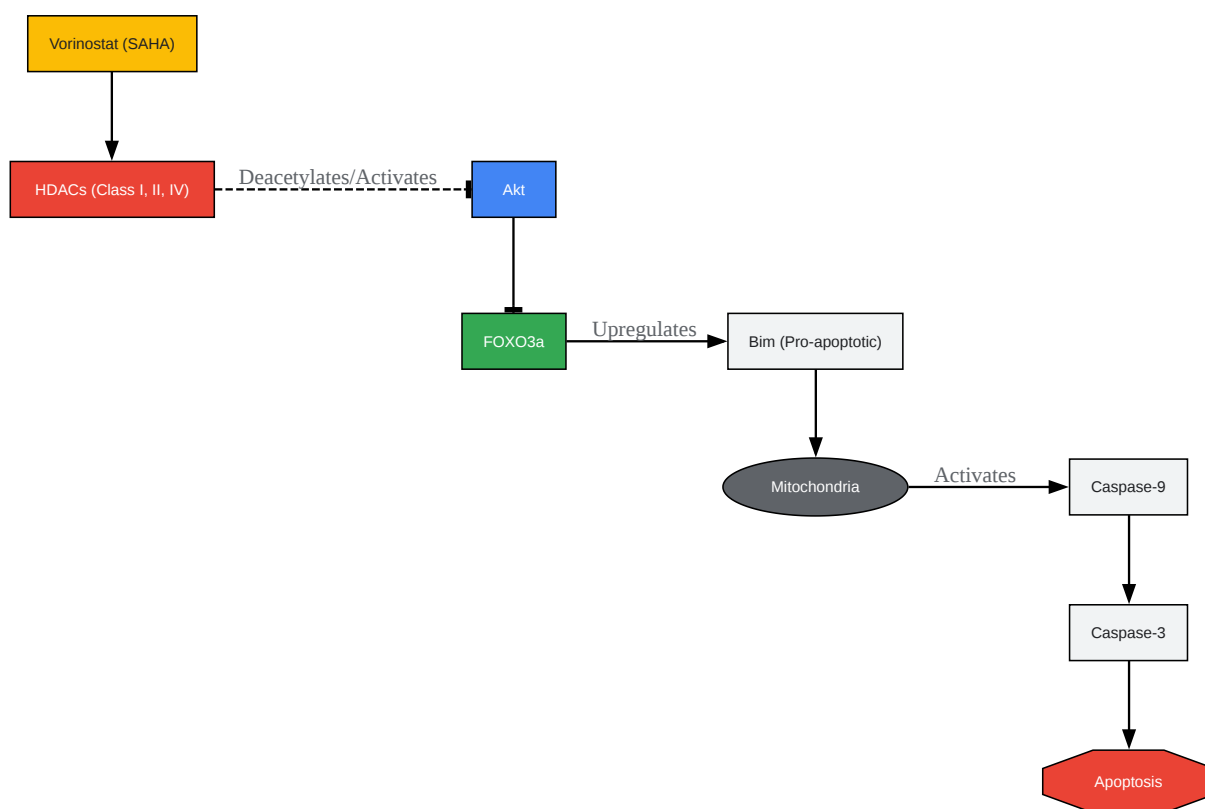 Vorinostat (SAHA)
HDACs (Class I, II, IV)
Deacetylates/Activates
Akt
FOXO3a
Upregulates
Bim (Pro-apoptotic)
Mitochondria
Activates
Caspase-9
Caspase-3
Apoptosis